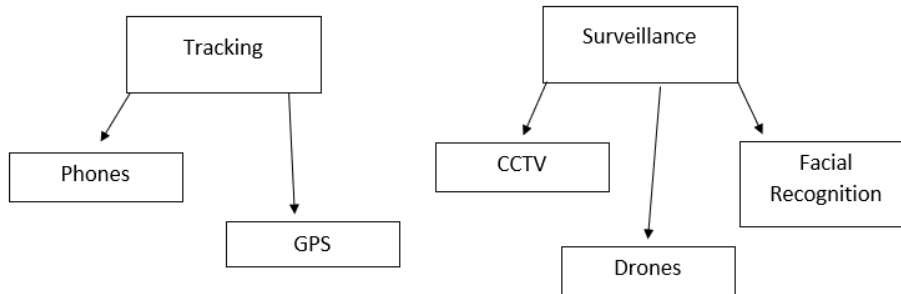 Tracking
Phones
GPS
Surveillance
CCTV
Drones
Facial
Recognition